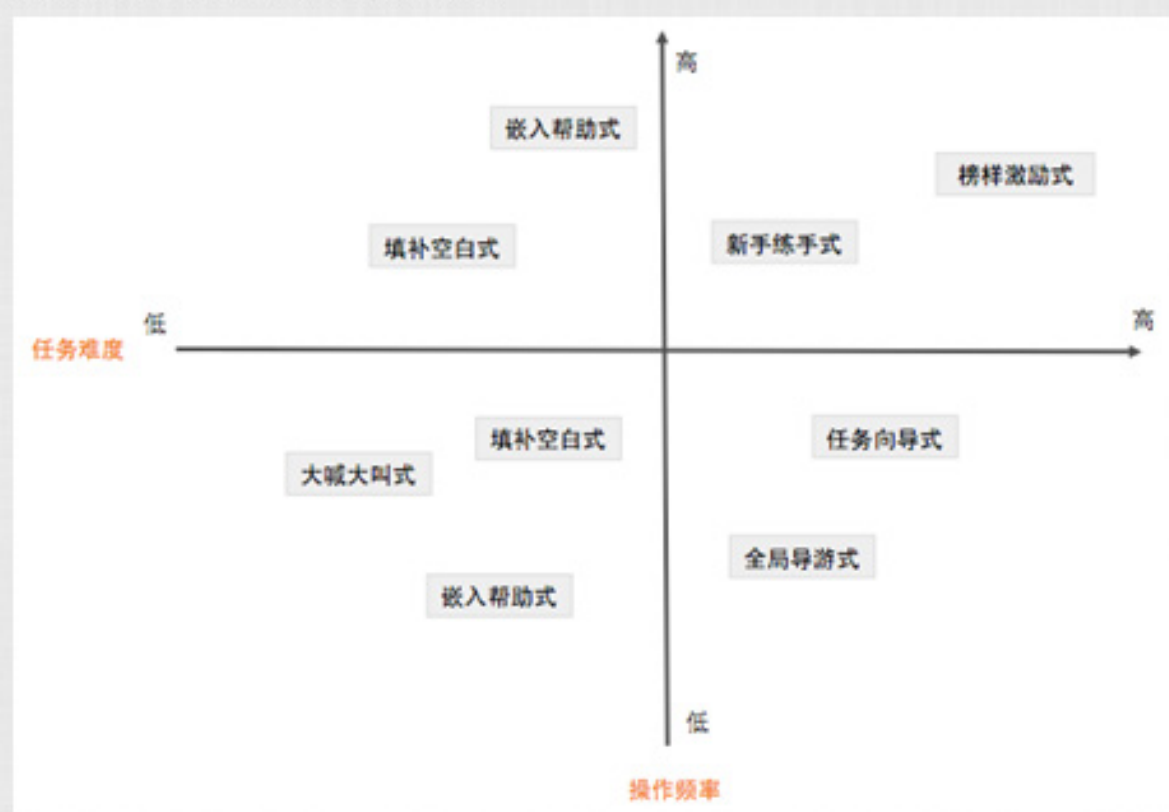 高
嵌入帮助式
榜样激励式
填补空白式
新手练手式
低
高
任务难度
填补空白式
任务向导式
大喊大叫式
全局导游式
嵌入帮助式
低
操作频率